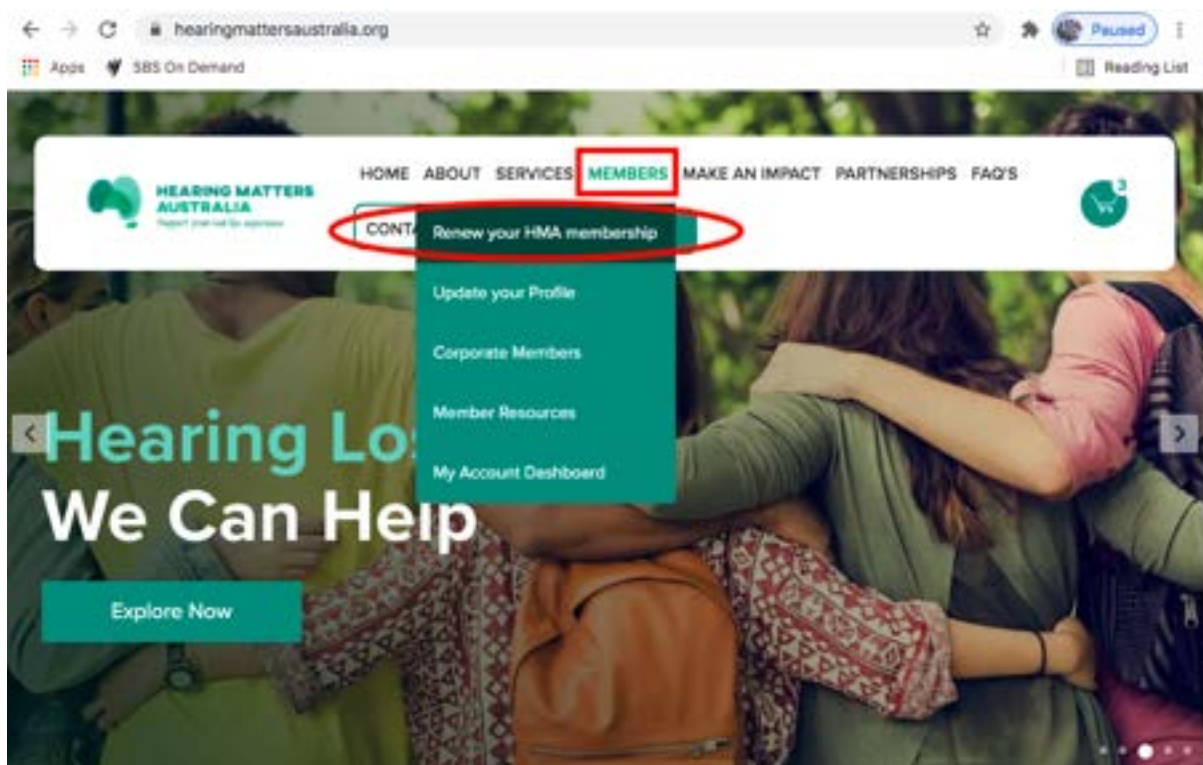 hearingmattersaustralia.org
Paused
Apps
SBS On Demand
Reading List
HOME ABOUT SERVICES MEMBERS MAKE AN IMPACT PARTNERSHIPS FAQ'S
3
HEARING MATTERS
AUSTRALIA
CONTA
Renew your HMA membership
Update your Profile
Corporate Members
Member Resources
My Account Dashboard
Hearing Los
We Can Help
Explore Now